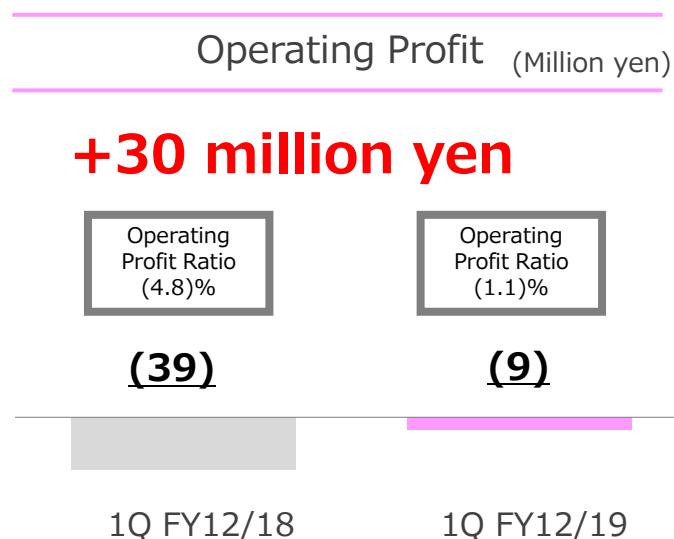 Operating Profit (Million yen)
+30 million yen
Operating
Profit Ratio
(4.8)%
Operating
Profit Ratio
(1.1)%
(39)
(9)
1Q FY12/18
1Q FY12/19